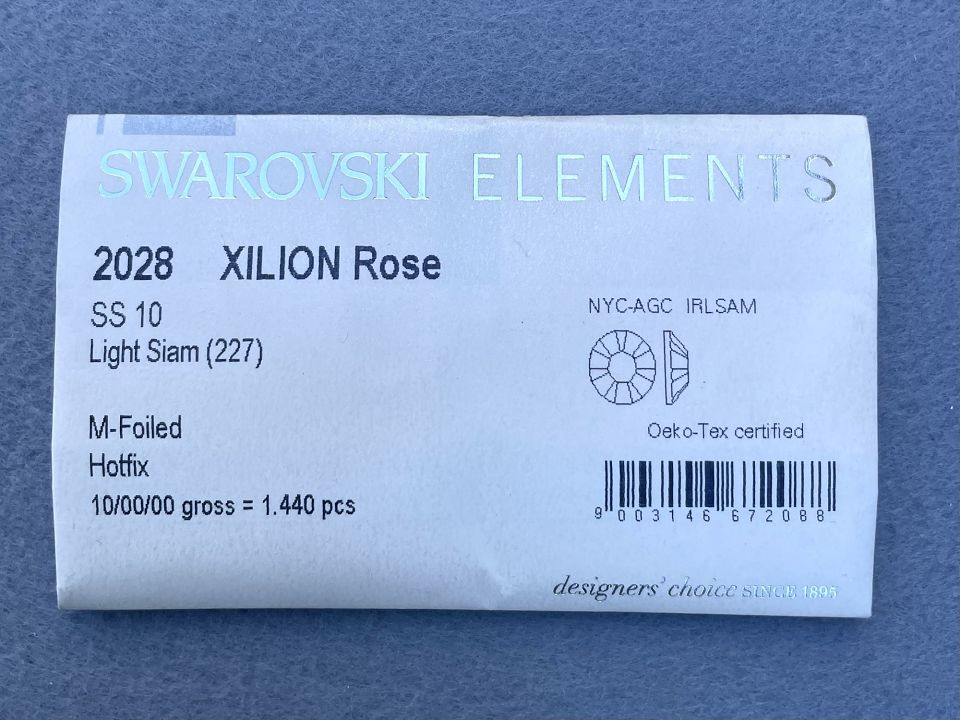 SWAROVSKI ELEMENTS
2028 XILION Rose
SS 10
Light Siam (227)
NYC-AGC IRLSAM
M-Foiled
Hotfix
10/00/00 gross = 1.440 pcs
Oeko-Tex certified
9 003146 672088
designers' choice SINCE 1895